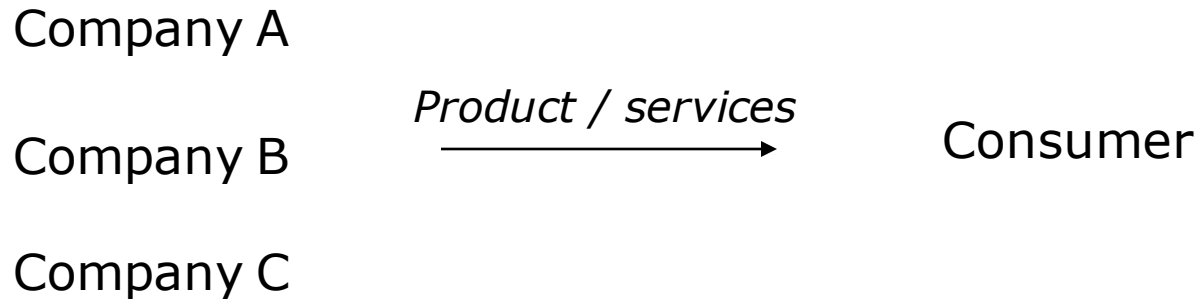 Company A
Product / services
Company B
Consumer
Company C